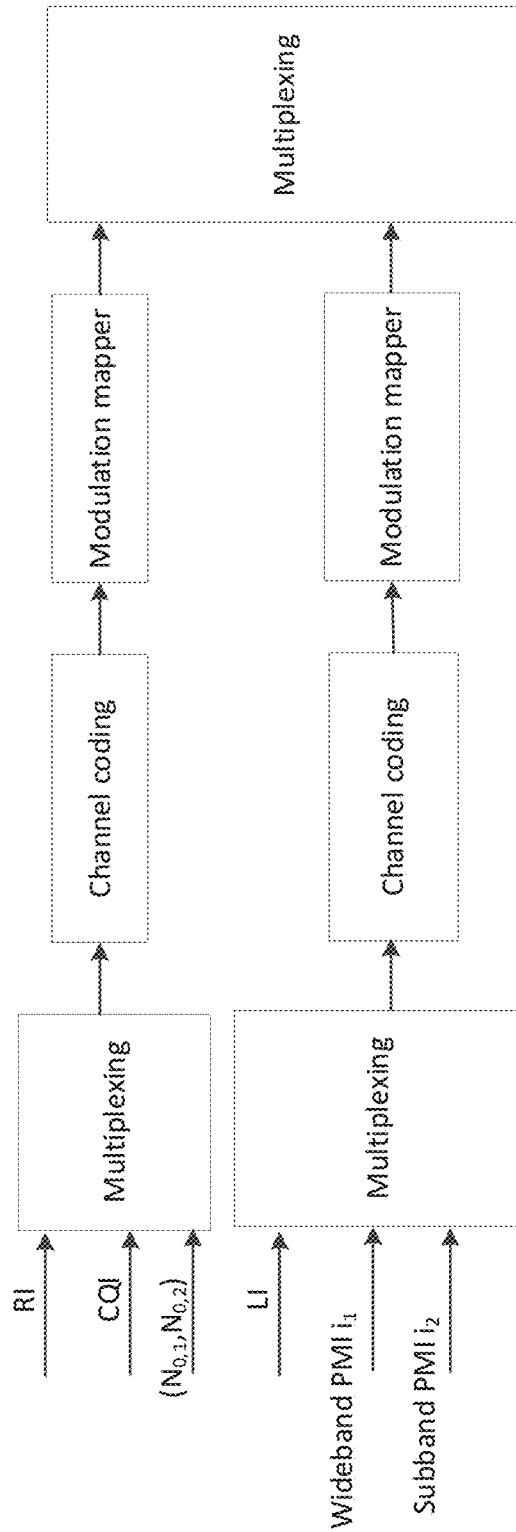 RI
CQI
(N0,1, N0,2)
Multiplexing
Channel coding
Modulation mapper
LI
Wideband PMI i1
Subband PMI i2
Multiplexing
Channel coding
Modulation mapper
Multiplexing